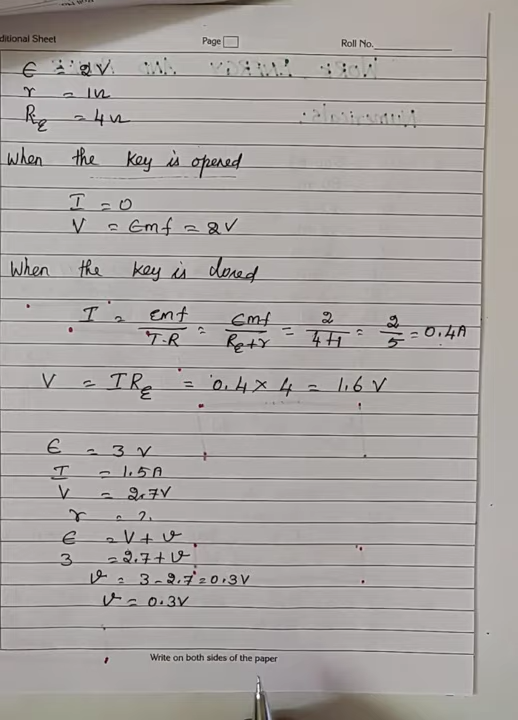 ditional Sheet Page Roll No.
ϵ = 2V
r = 1Ω
R_ε = 4Ω
When the key is opened
I = 0
V = Emf = 2V
When the key is closed
I = Emf / T.R = Emf / R_ε+r = 2 / 4+1 = 2 / 5 = 0.4A
V = IR_ε = 0.4 × 4 = 1.6 V
ϵ = 3 V
I = 1.5A
V = 2.7V
r = ?
ϵ = V + v
3 = 2.7 + v
v = 3 - 2.7 = 0.3V
v = 0.3V
Write on both sides of the paper